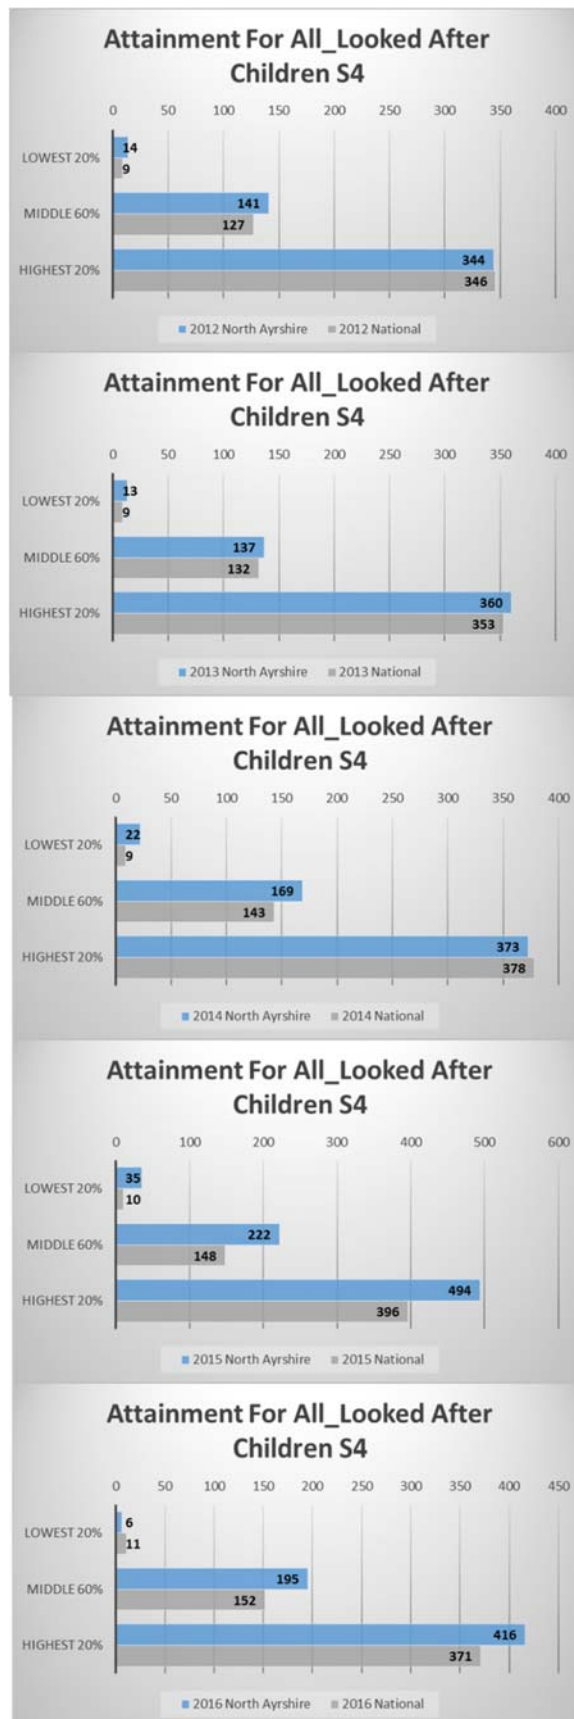 Attainment For All_Looked After
Children S4
0 50 100 150 200 250 300 350 400
LOWEST 20%
14
9
MIDDLE 60%
141
127
HIGHEST 20%
344
346
2012 North Ayrshire 2012 National
Attainment For All_Looked After
Children S4
0 50 100 150 200 250 300 350 400
LOWEST 20%
13
9
MIDDLE 60%
137
132
HIGHEST 20%
360
353
2013 North Ayrshire 2013 National
Attainment For All_Looked After
Children S4
0 50 100 150 200 250 300 350 400
LOWEST 20%
22
9
MIDDLE 60%
169
143
HIGHEST 20%
373
378
2014 North Ayrshire 2014 National
Attainment For All_Looked After
Children S4
0 100 200 300 400 500 600
LOWEST 20%
35
10
MIDDLE 60%
222
148
HIGHEST 20%
494
396
2015 North Ayrshire 2015 National
Attainment For All_Looked After
Children S4
0 50 100 150 200 250 300 350 400 450
LOWEST 20%
6
11
MIDDLE 60%
195
152
HIGHEST 20%
416
371
2016 North Ayrshire 2016 National